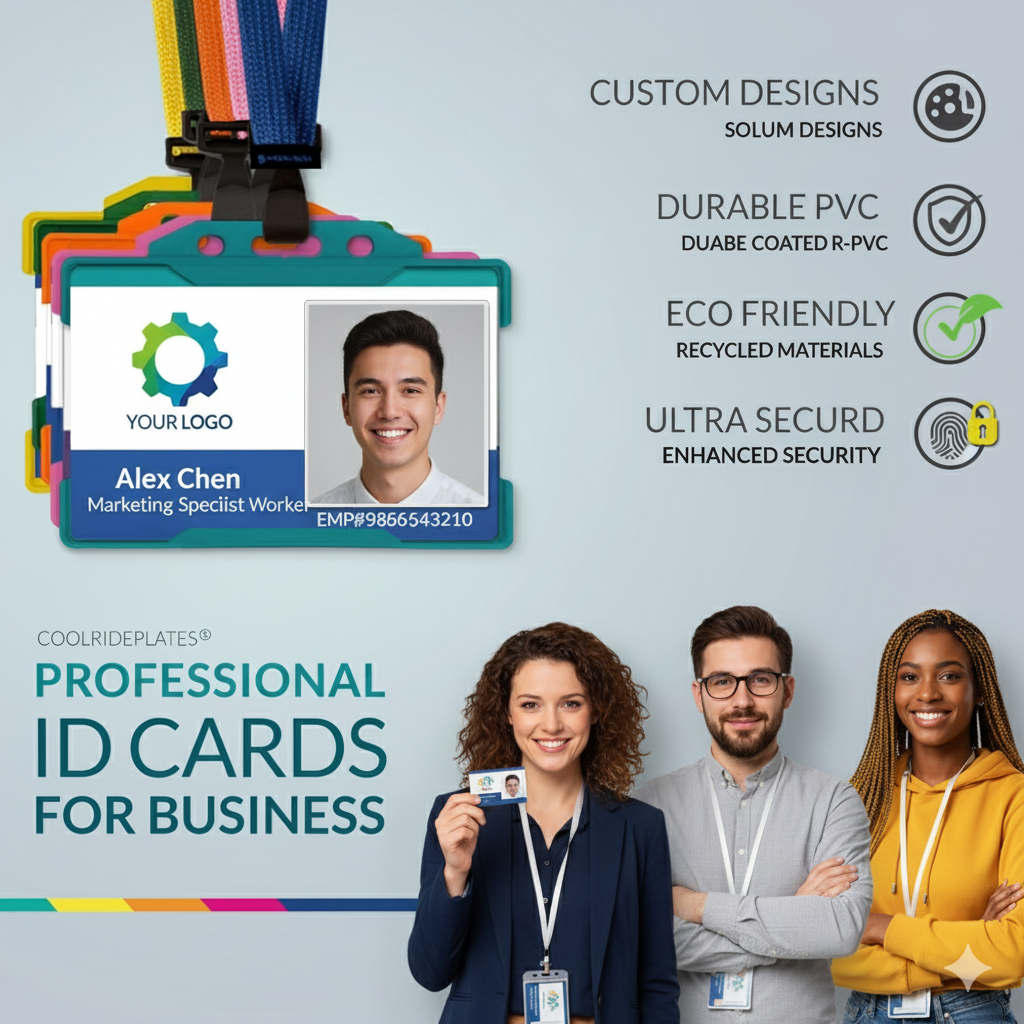 CUSTOM DESIGNS
SOLUM DESIGNS
DURABLE PVC
DUABE COATED R-PVC
ECO FRIENDLY
RECYCLED MATERIALS
ULTRA SECURD
ENHANCED SECURITY
YOUR LOGO
Alex Chen
Marketing Speciist Worker
EMP#9866543210
COOLRIDEPLATES®
PROFESSIONAL
ID CARDS
FOR BUSINESS